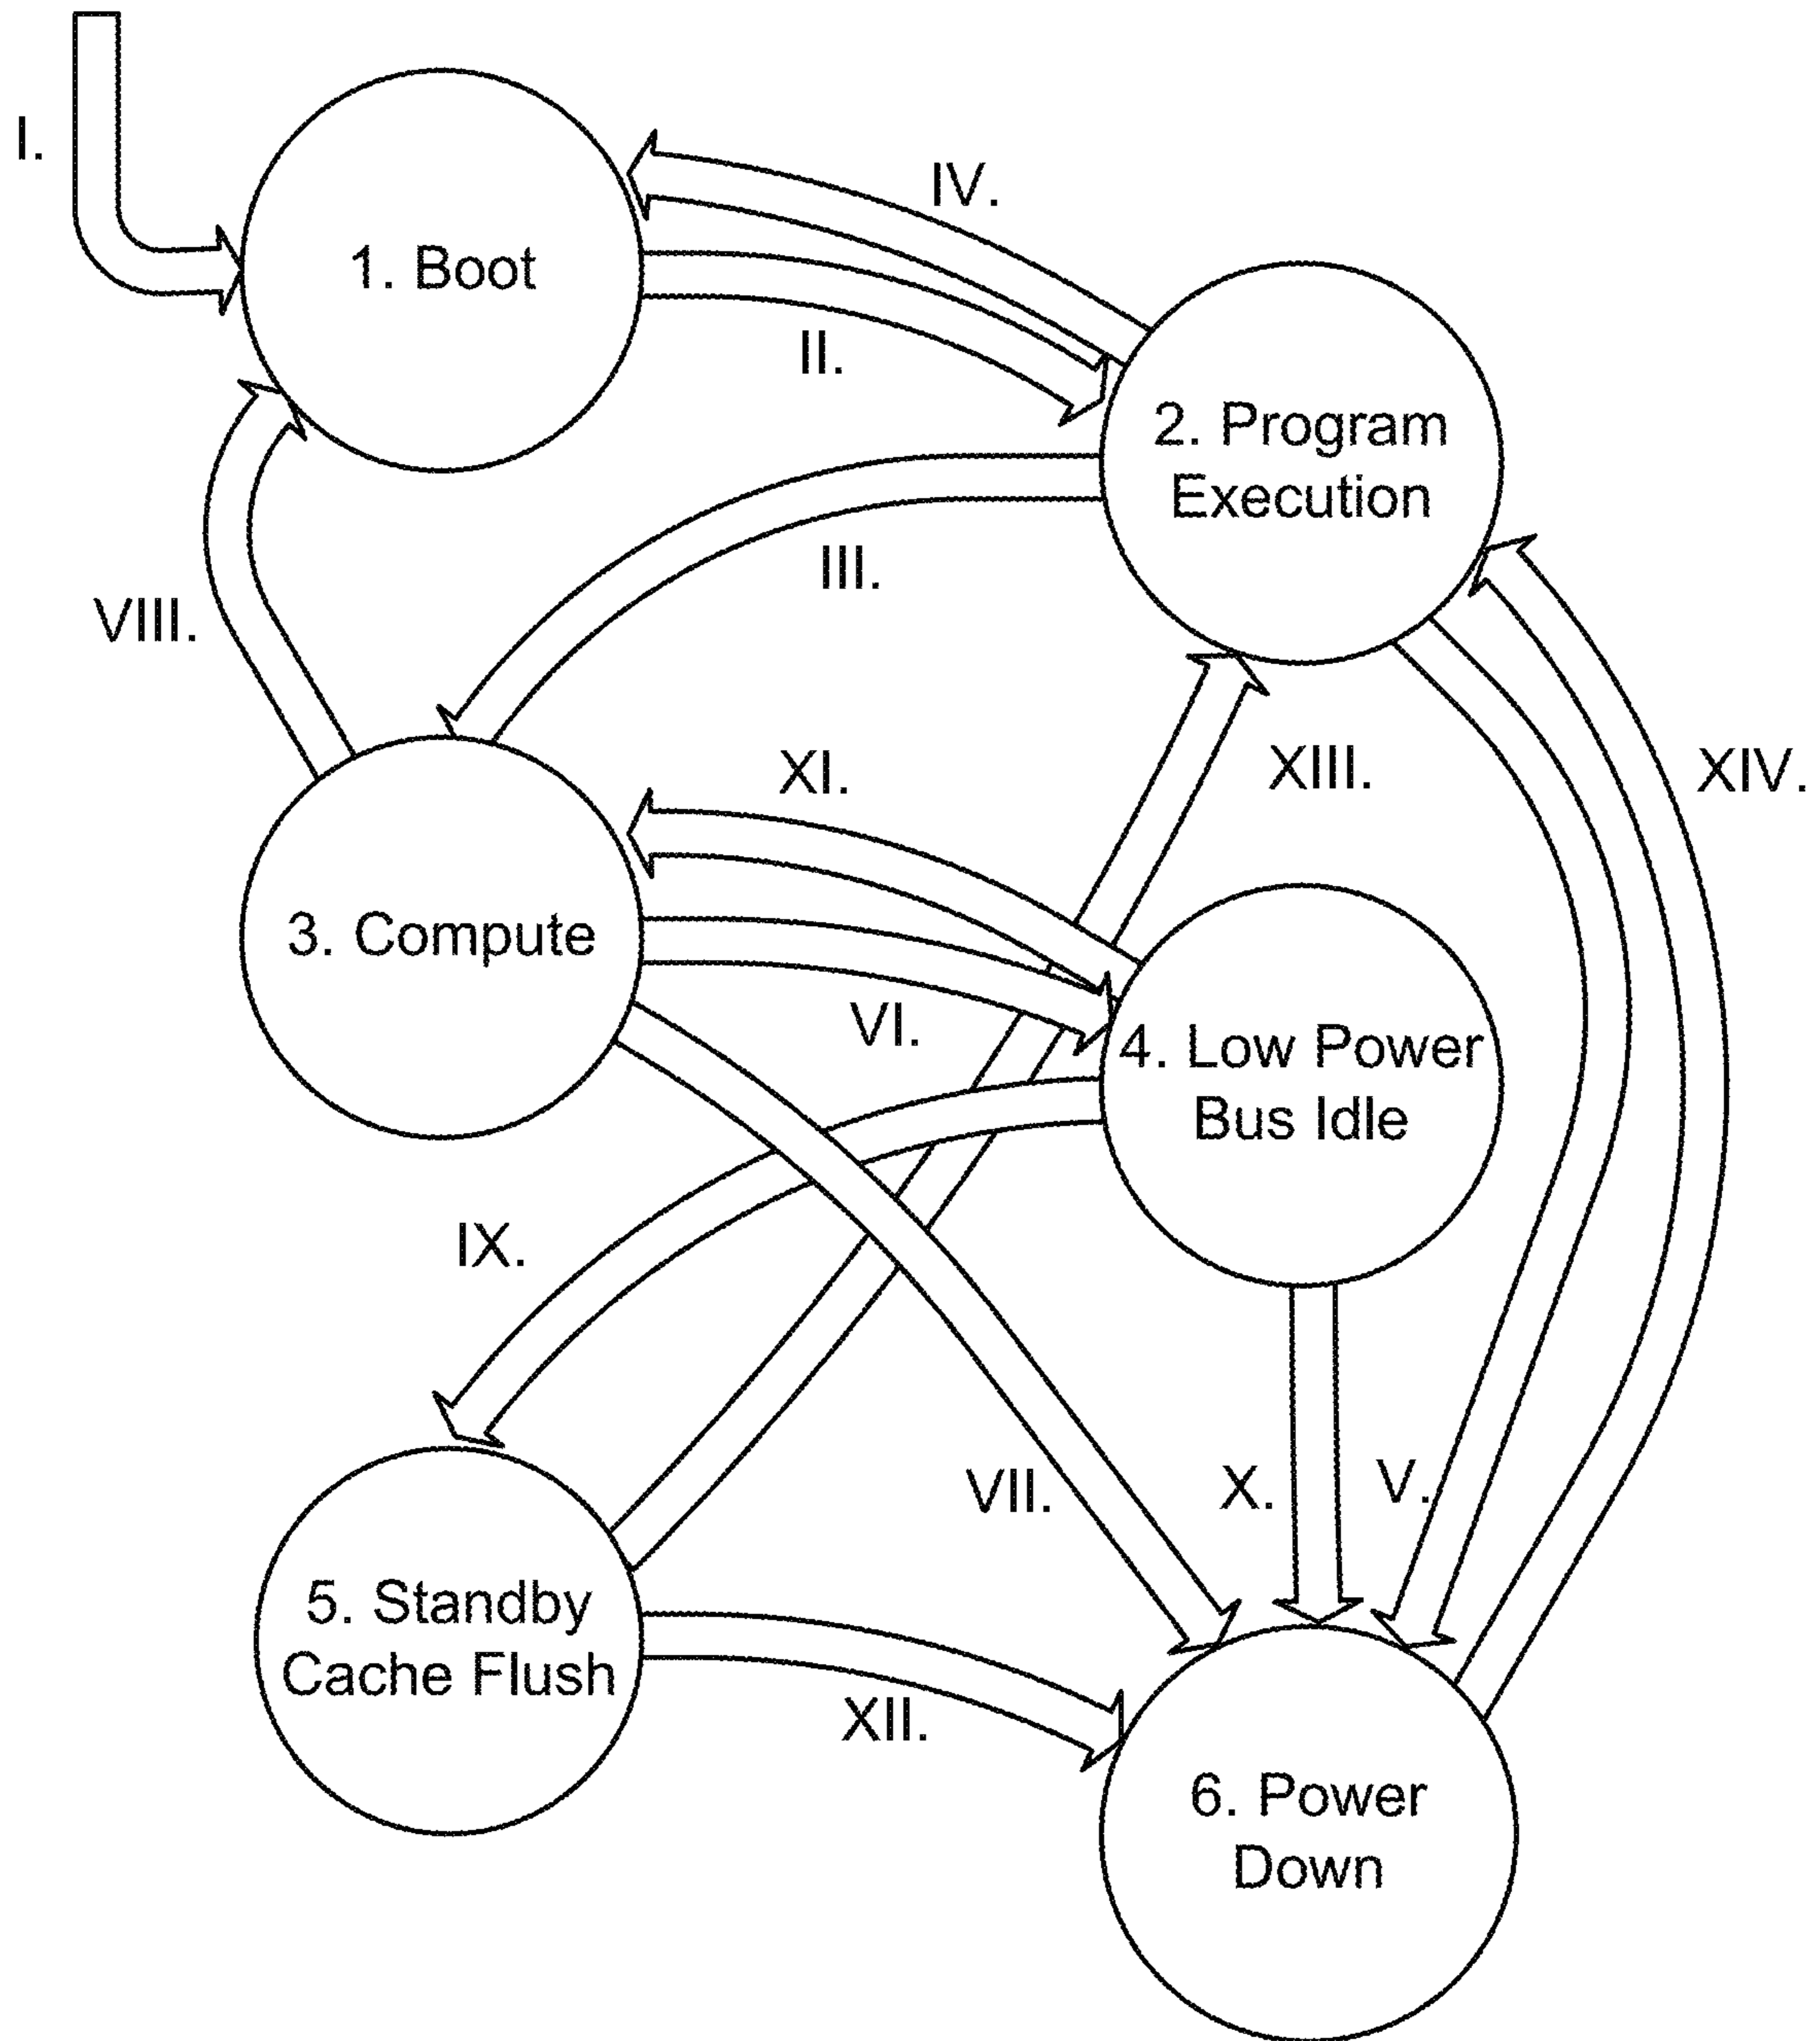 I.
1. Boot
IV.
II.
2. Program
Execution
III.
VIII.
XI.
XIII.
XIV.
3. Compute
VI.
4. Low Power
Bus Idle
IX.
VII.
X.
V.
5. Standby
Cache Flush
XII.
6. Power
Down